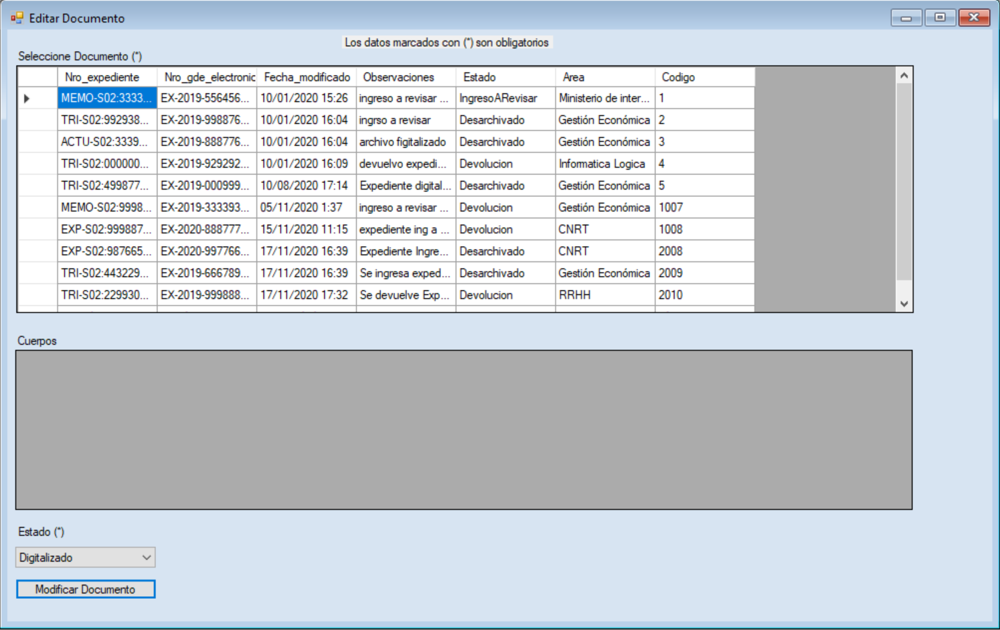 Editar Documento
Los datos marcados con (*) son obligatorios
Seleccione Documento (*)
Nro_expediente Nro_gde_electronic Fecha_modificado Observaciones Estado Area Codigo
MEMO-S02:3333... EX-2019-556456... 10/01/2020 15:26 ingreso a revisar ... IngresoARevisar Ministerio de inter... 1
TRI-S02:992938... EX-2019-998876... 10/01/2020 16:04 ingrso a revisar Desarchivado Gestión Económica 2
ACTU-S02:3339... EX-2019-888776... 10/01/2020 16:04 archivo figitalizado Desarchivado Gestión Económica 3
TRI-S02:000000... EX-2019-929292... 10/01/2020 16:09 devuelvo expedi... Devolucion Informatica Logica 4
TRI-S02:499877... EX-2019-000999... 10/08/2020 17:14 Expediente digital... Desarchivado Gestión Económica 5
MEMO-S02:9998... EX-2019-333393... 05/11/2020 1:37 ingreso a revisar ... Devolucion Gestión Económica 1007
EXP-S02:999887... EX-2020-888777... 15/11/2020 11:15 expediente ing a ... Devolucion CNRT 1008
EXP-S02:987665... EX-2020-997766... 17/11/2020 16:39 Expediente Ingre... Desarchivado CNRT 2008
TRI-S02:443229... EX-2019-666789... 17/11/2020 16:39 Se ingresa exped... Desarchivado Gestión Económica 2009
TRI-S02:229930... EX-2019-999888... 17/11/2020 17:32 Se devuelve Exp... Devolucion RRHH 2010
Cuerpos
Estado (*)
Digitalizado
Modificar Documento